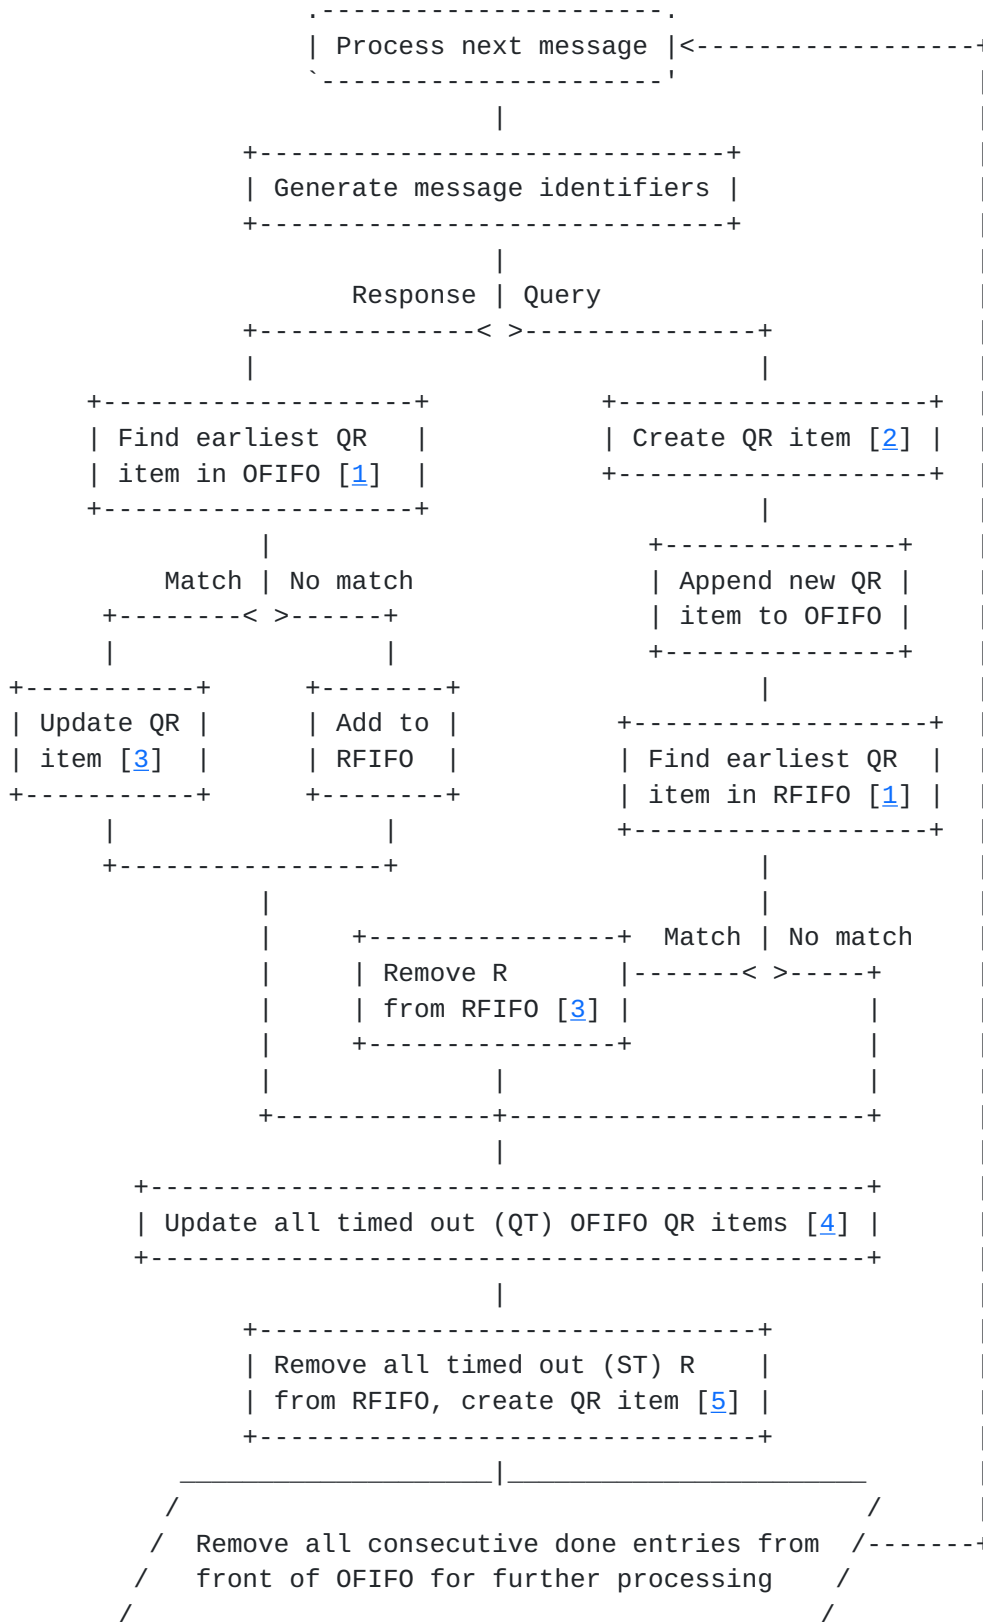 Process next message
Generate message identifiers
Response Query
Find earliest QR Create QR item [2]
item in OFIFO [1]
Match No match Append new QR
item to OFIFO
Update QR Add to Find earliest QR
item [3] RFIFO item in RFIFO [1]
Match No match
Remove R
from RFIFO [3]
Update all timed out (QT) OFIFO QR items [4]
Remove all timed out (ST) R
from RFIFO, create QR item [5]
Remove all consecutive done entries from
front of OFIFO for further processing